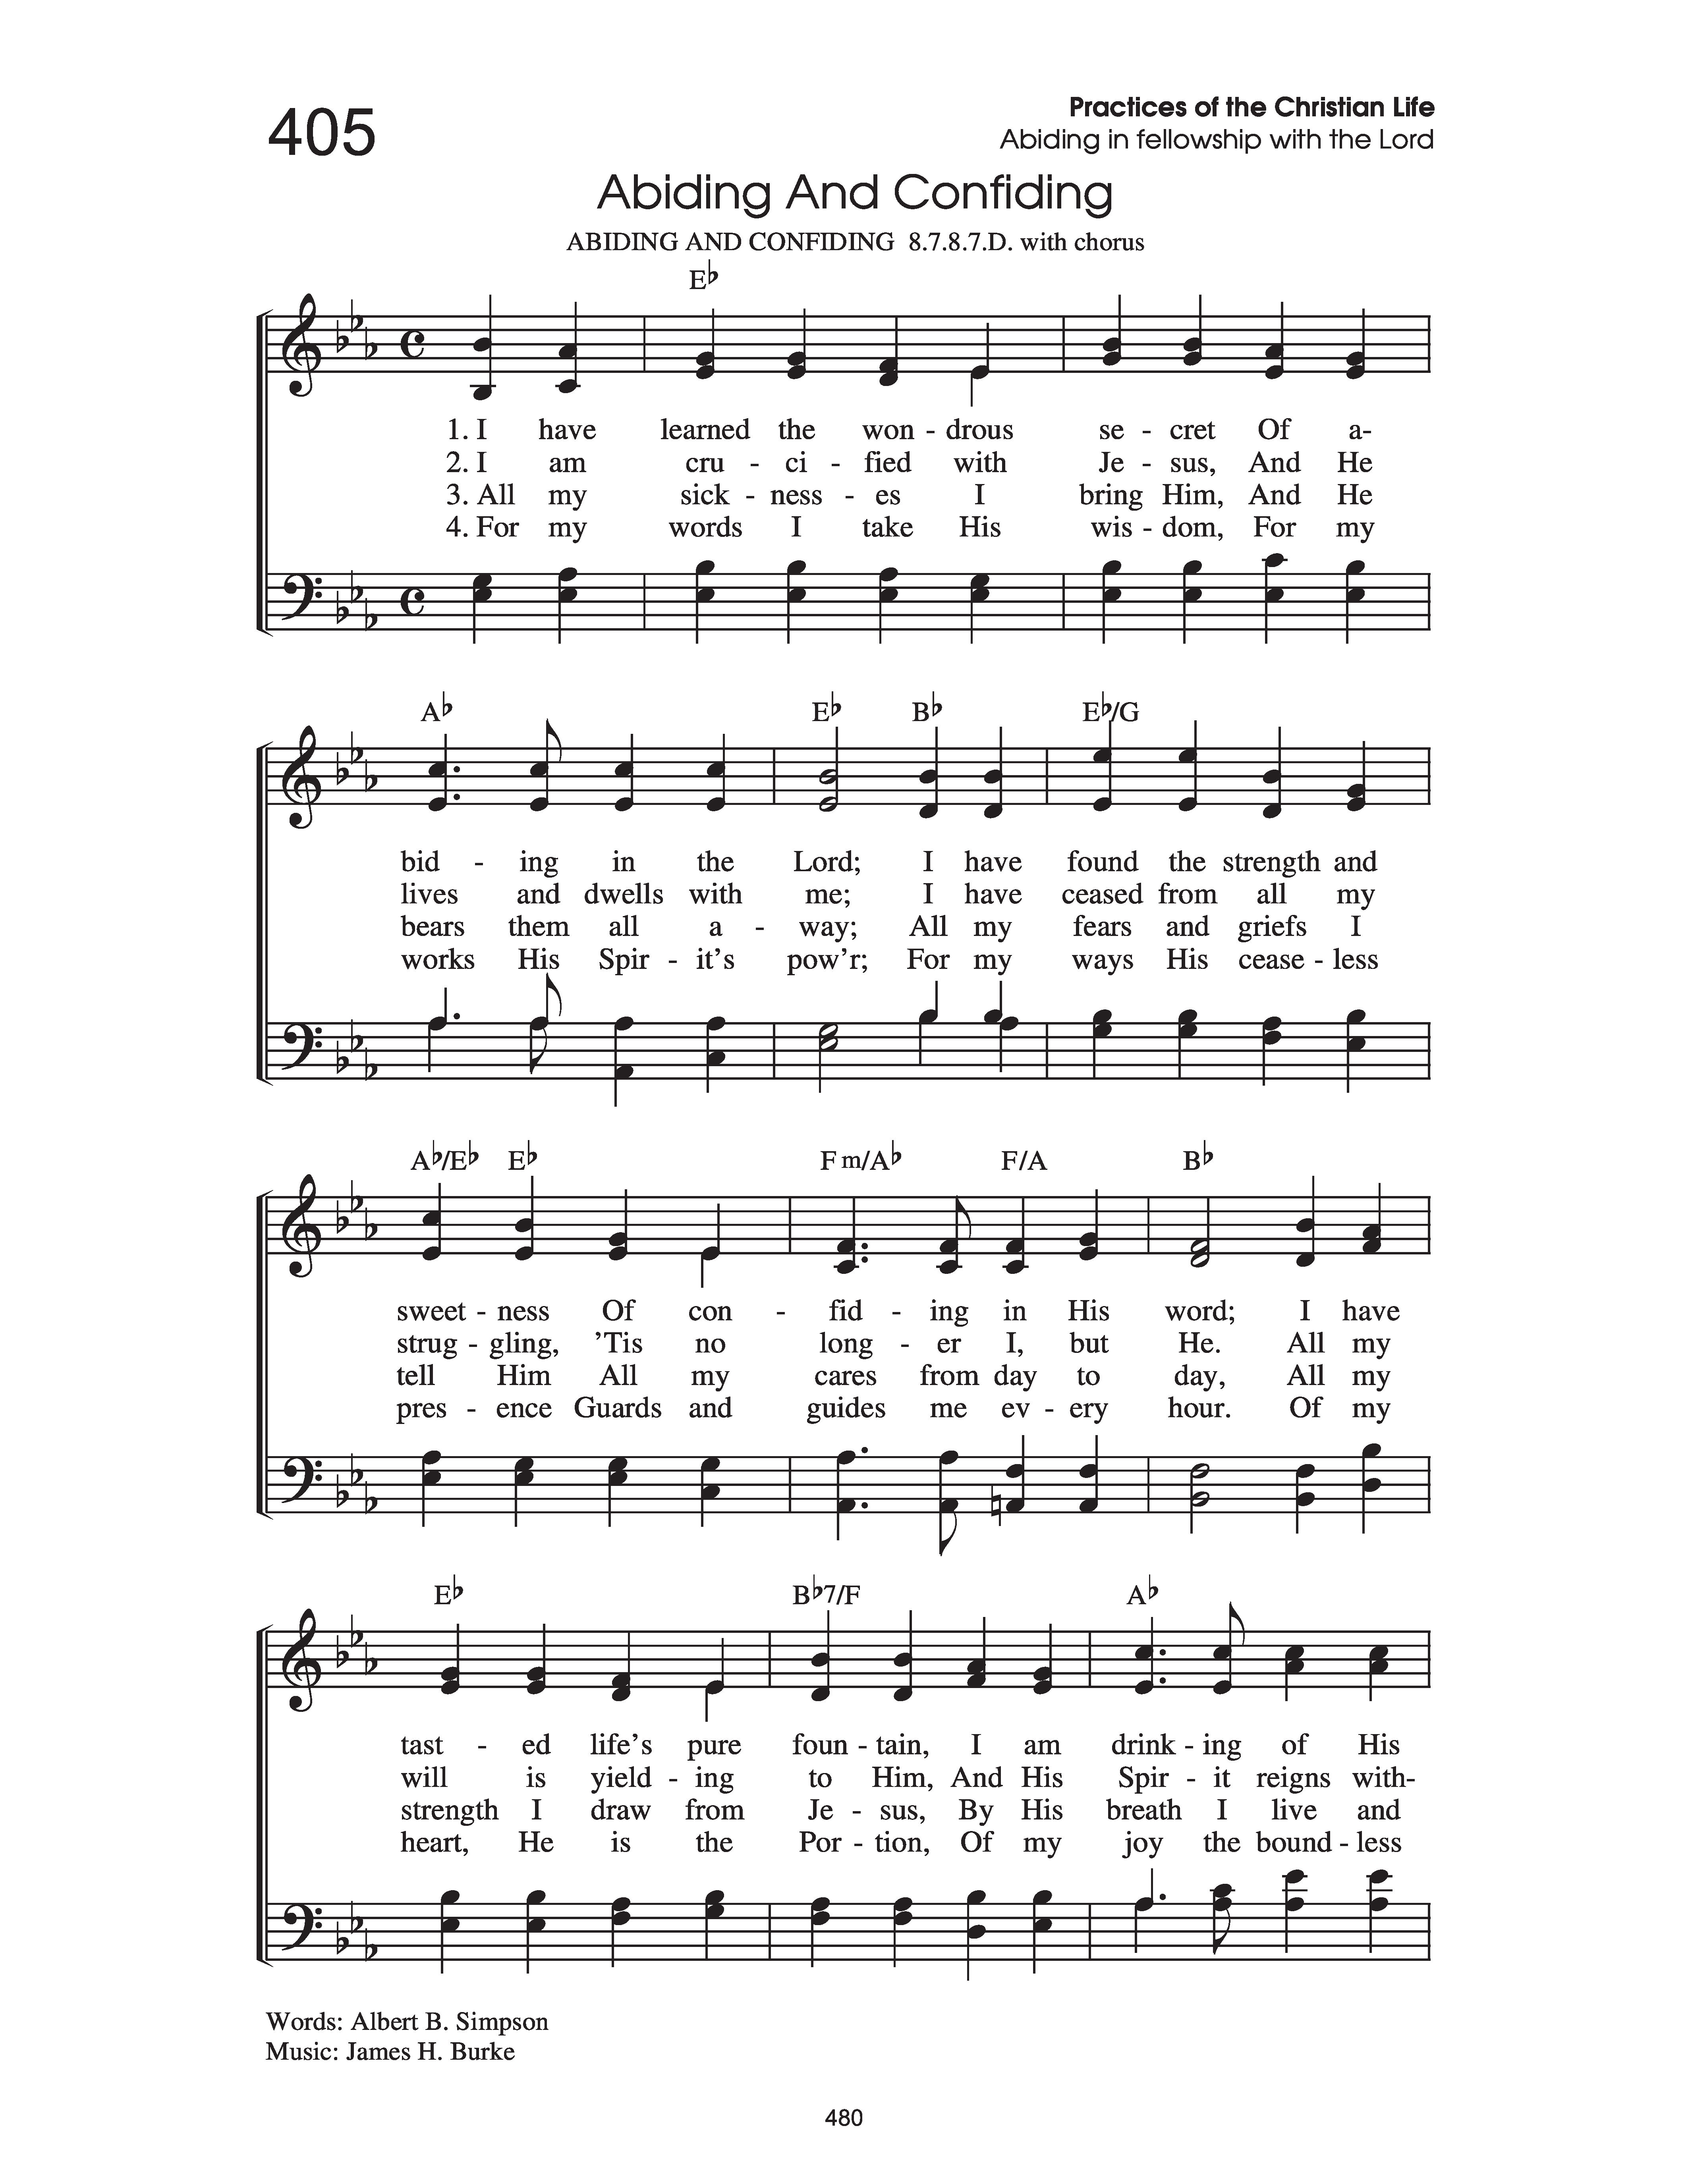 405
Practices of the Christian Life
Abiding in fellowship with the Lord
Abiding And Confiding
ABIDING AND CONFIDING 8.7.8.7.D. with chorus
E♭
1. I have learned the won - drous se - cret Of a-
2. I am cru - ci - fied with Je - sus, And He
3. All my sick - ness - es I bring Him, And He
4. For my words I take His wis - dom, For my
A♭ E♭ B♭ E♭/G
bid - ing in the Lord; I have found the strength and
lives and dwells with me; I have ceased from all my
bears them all a - way; All my fears and griefs I
works His Spir - it's pow'r; For my ways His cease - less
A♭/E♭ E♭ Fm/A♭ F/A B♭
sweet - ness Of con - fid - ing in His word; I have
strug - gling, 'Tis no long - er I, but He. All my
tell Him All my cares from day to day, All my
pres - ence Guards and guides me ev - ery hour. Of my
E♭ B♭7/F A♭
tast - ed life's pure foun - tain, I am drink - ing of His
will is yield - ing to Him, And His Spir - it reigns with-
strength I draw from Je - sus, By His breath I live and
heart, He is the Por - tion, Of my joy the bound - less
Words: Albert B. Simpson
Music: James H. Burke
480